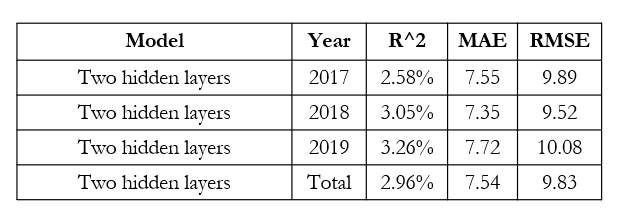 Model Year R^2 MAE RMSE
Two hidden layers 2017 2.58% 7.55 9.89
Two hidden layers 2018 3.05% 7.35 9.52
Two hidden layers 2019 3.26% 7.72 10.08
Two hidden layers Total 2.96% 7.54 9.83